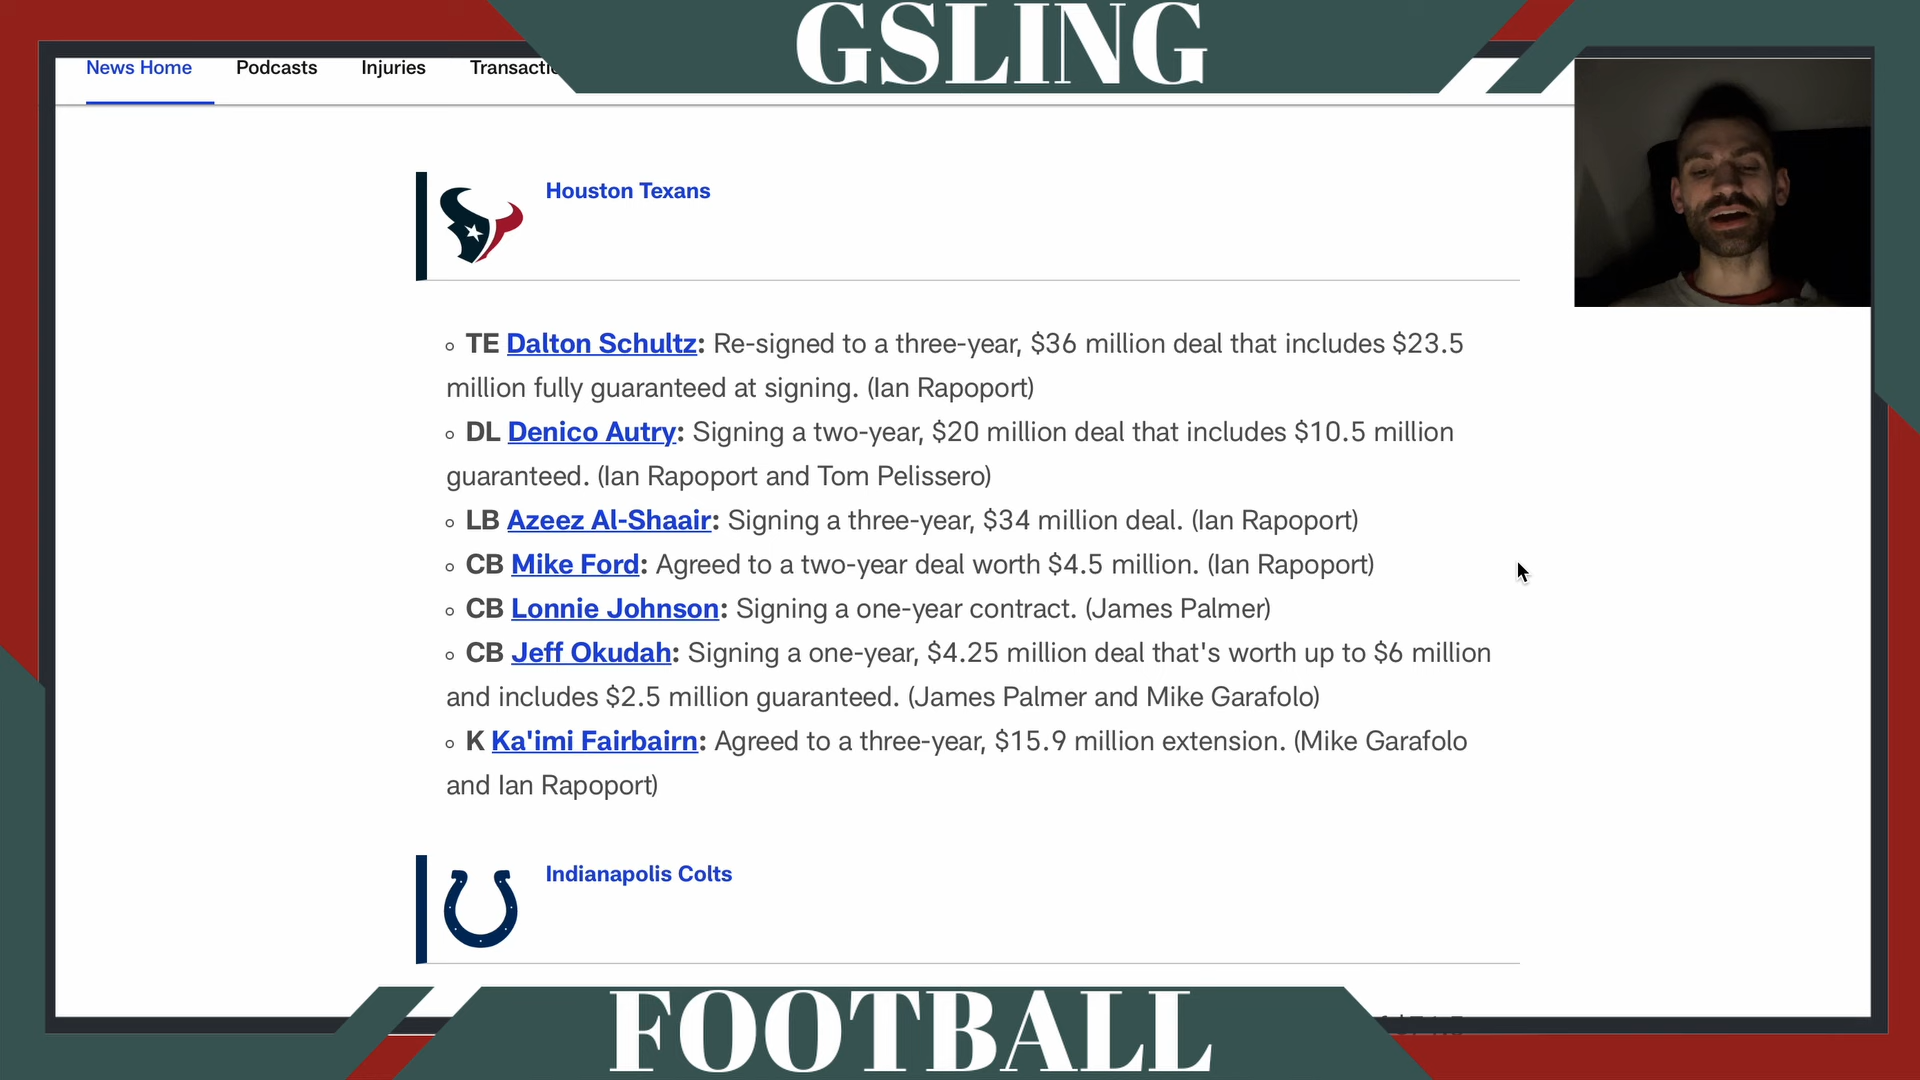 GSLING
News Home Podcasts Injuries Transactio
Houston Texans
TE Dalton Schultz: Re-signed to a three-year, $36 million deal that includes $23.5
million fully guaranteed at signing. (Ian Rapoport)
DL Denico Autry: Signing a two-year, $20 million deal that includes $10.5 million
guaranteed. (Ian Rapoport and Tom Pelissero)
LB Azeez Al-Shaair: Signing a three-year, $34 million deal. (Ian Rapoport)
CB Mike Ford: Agreed to a two-year deal worth $4.5 million. (Ian Rapoport)
CB Lonnie Johnson: Signing a one-year contract. (James Palmer)
CB Jeff Okudah: Signing a one-year, $4.25 million deal that's worth up to $6 million
and includes $2.5 million guaranteed. (James Palmer and Mike Garafolo)
K Ka'imi Fairbairn: Agreed to a three-year, $15.9 million extension. (Mike Garafolo
and Ian Rapoport)
Indianapolis Colts
FOOTBALL